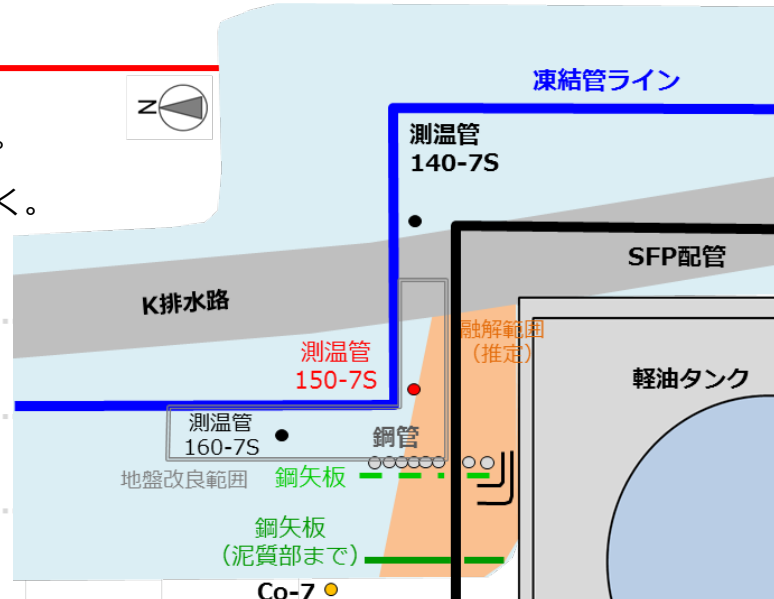 凍結管ライン
N
。
測温管
140-7S
く。
SFP配管
K排水路
融解範囲
（推定）
測温管
150-7S
軽油タンク
測温管
160-7S
鋼管
地盤改良範囲
鋼矢板
鋼矢板
（泥質部まで）
Co-7